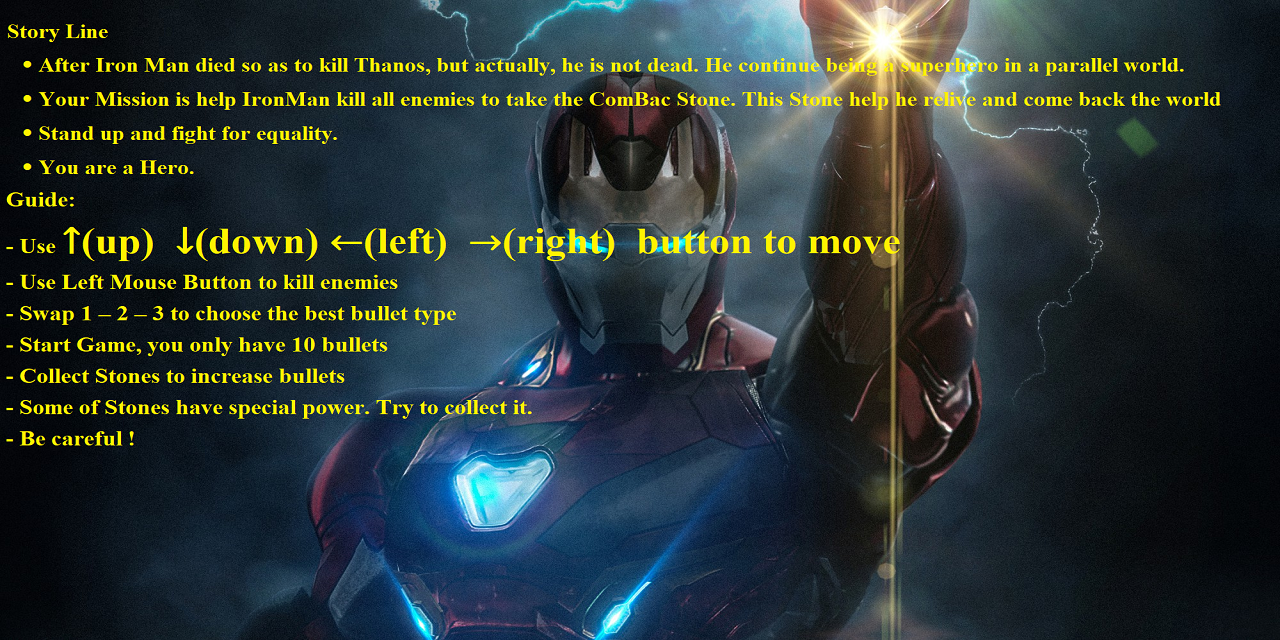 Story Line
• After Iron Man died so as to kill Thanos, but actually, he is not dead. He continue being a superhero in a parallel world.
• Your Mission is help IronMan kill all enemies to take the ComBac Stone. This Stone help he relive and come back the world
• Stand up and fight for equality.
• You are a Hero.
Guide:
- Use ↑(up) ↓(down) ←(left) →(right) button to move
- Use Left Mouse Button to kill enemies
- Swap 1 – 2 – 3 to choose the best bullet type
- Start Game, you only have 10 bullets
- Collect Stones to increase bullets
- Some of Stones have special power. Try to collect it.
- Be careful !